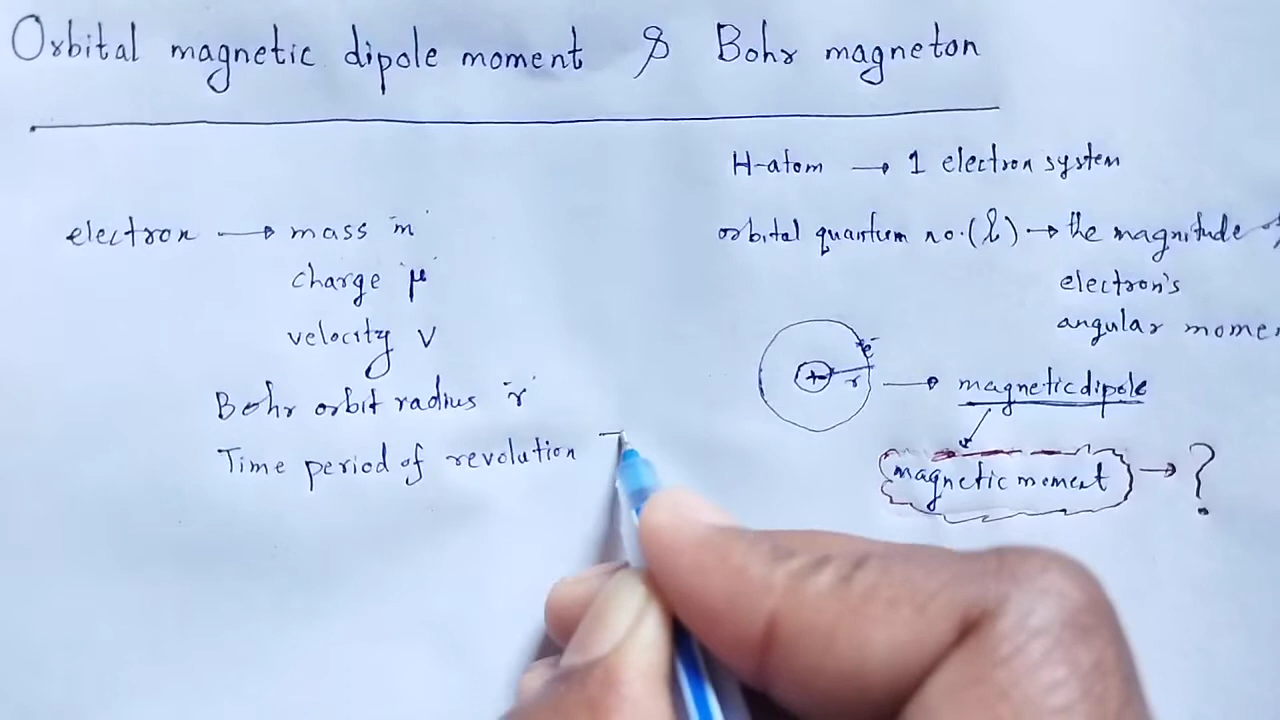 Orbital magnetic dipole moment & Bohr magneton
H-atom → 1 electron system
orbital quantum no. (l) → the magnitude
electron's
angular mome
electron → mass "m"
charge
velocity v
Bohr orbit radius "r"
Time period of revolution
+ r e⁻ → magnetic dipole
magnetic moment → ?